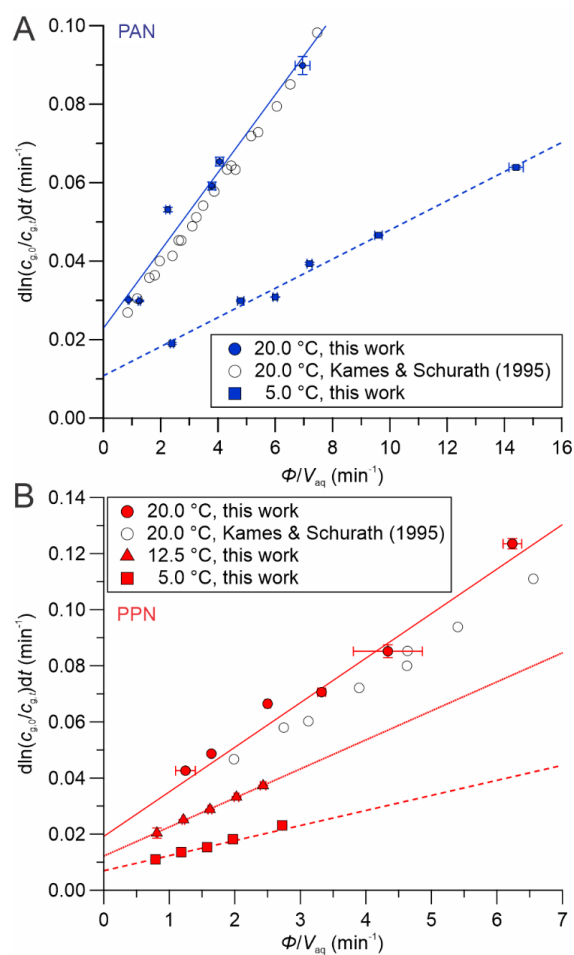 A
PAN
0.10
0.08
0.06
0.04
0.02
0.00
dln(cg,0/cg,t)dt (min-1)
20.0 °C, this work
20.0 °C, Kames & Schurath (1995)
5.0 °C, this work
0 2 4 6 8 10 12 14 16
Φ/Vaq (min-1)
B
0.14
0.12
0.10
0.08
0.06
0.04
0.02
0.00
dln(cg,0/cg,t)dt (min-1)
20.0 °C, this work
20.0 °C, Kames & Schurath (1995)
12.5 °C, this work
5.0 °C, this work
PPN
0 1 2 3 4 5 6 7
Φ/Vaq (min-1)